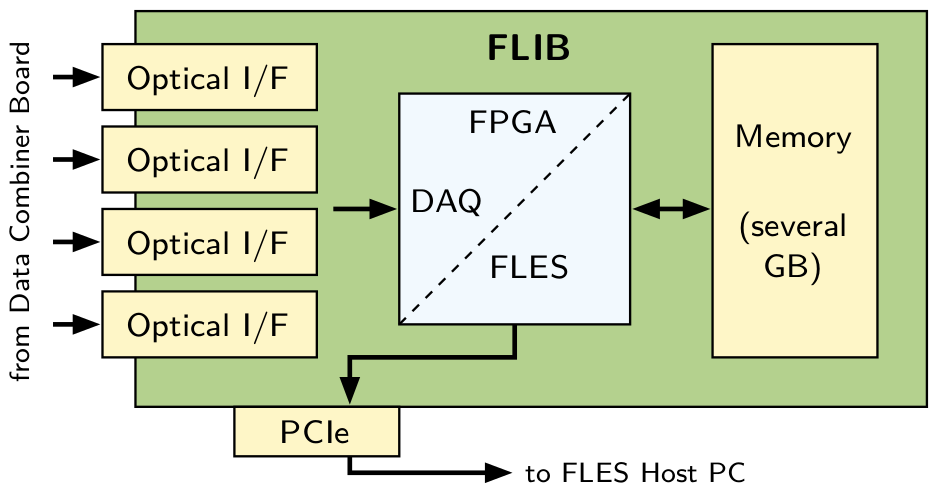 from Data Combiner Board
Optical I/F
Optical I/F
Optical I/F
Optical I/F
FLIB
FPGA
DAQ
FLES
Memory
(several
GB)
PCIe
to FLES Host PC